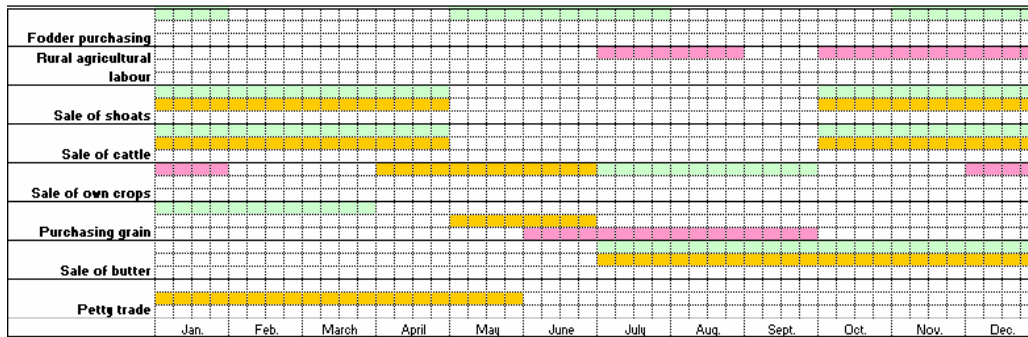 Fodder purchasing
Rural agricultural
labour
Sale of shoats
Sale of cattle
Sale of own crops
Purchasing grain
Sale of butter
Petty trade
Jan. Feb. March April May June July Aug. Sept. Oct. Nov. Dec.